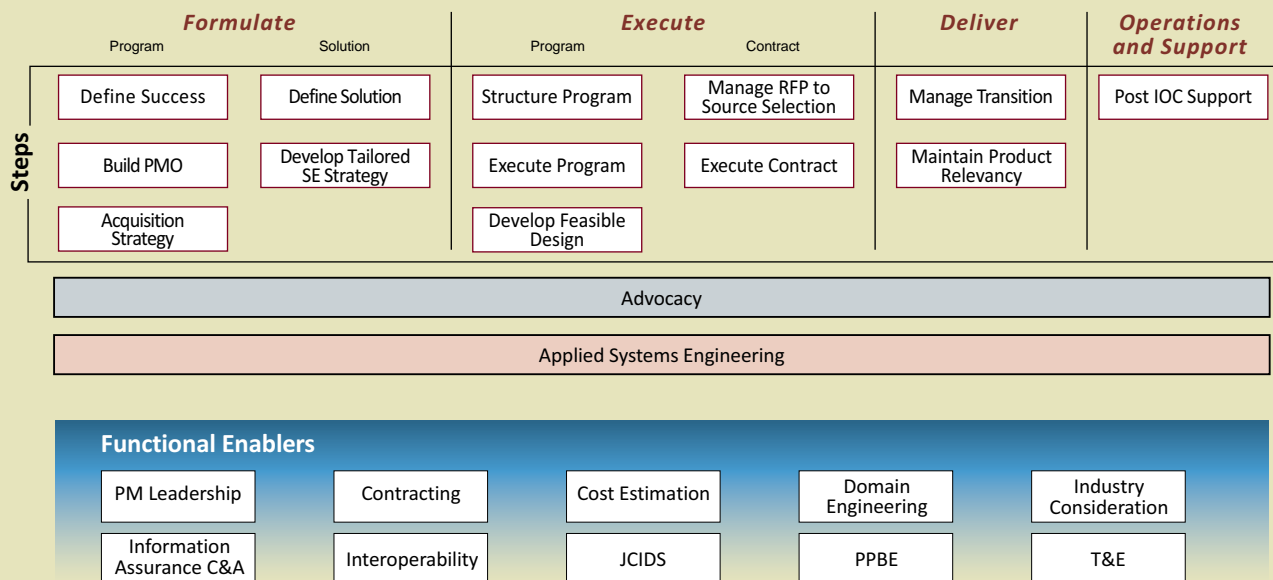 Formulate
Execute
Deliver
Operations
and Support
Program
Solution
Program
Contract
Steps
Define Success
Define Solution
Structure Program
Manage RFP to
Source Selection
Manage Transition
Post IOC Support
Build PMO
Develop Tailored
SE Strategy
Execute Program
Execute Contract
Maintain Product
Relevancy
Acquisition
Strategy
Develop Feasible
Design
Advocacy
Applied Systems Engineering
Functional Enablers
PM Leadership
Contracting
Cost Estimation
Domain
Engineering
Industry
Consideration
Information
Assurance C&A
Interoperability
JCIDS
PPBE
T&E